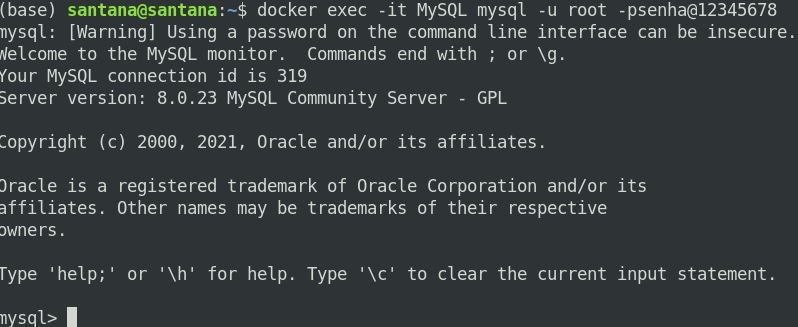 (base) santana@santana:~$ docker exec -it MySQL mysql -u root -psenha@12345678
mysql: [Warning] Using a password on the command line interface can be insecure.
Welcome to the MySQL monitor.  Commands end with ; or \g.
Your MySQL connection id is 319
Server version: 8.0.23 MySQL Community Server - GPL

Copyright (c) 2000, 2021, Oracle and/or its affiliates.

Oracle is a registered trademark of Oracle Corporation and/or its
affiliates. Other names may be trademarks of their respective
owners.

Type 'help;' or '\h' for help. Type '\c' to clear the current input statement.

mysql>